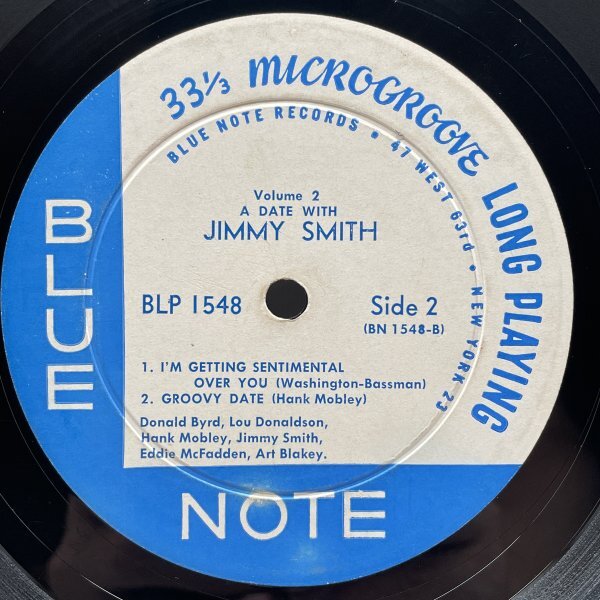 33⅓ MICROGROOVE LONG PLAYING
BLUE NOTE RECORDS • 47 WEST 63rd • NEW YORK 23
Volume 2
A DATE WITH
JIMMY SMITH
BLP 1548 Side 2
(BN 1548-B)
1. I'M GETTING SENTIMENTAL
OVER YOU (Washington-Bassman)
2. GROOVY DATE (Hank Mobley)
Donald Byrd, Lou Donaldson,
Hank Mobley, Jimmy Smith,
Eddie McFadden, Art Blakey.
BLUE
NOTE